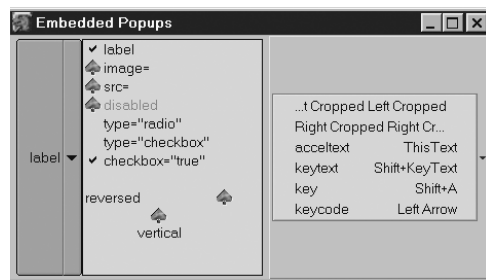 Embedded Popups
label
label
image=
src=
disabled
type="radio"
type="checkbox"
checkbox="true"
reversed
vertical
...t Cropped Left Cropped
Right Cropped Right Cr...
acceltext ThisText
keytext Shift+KeyText
key Shift+A
keycode Left Arrow